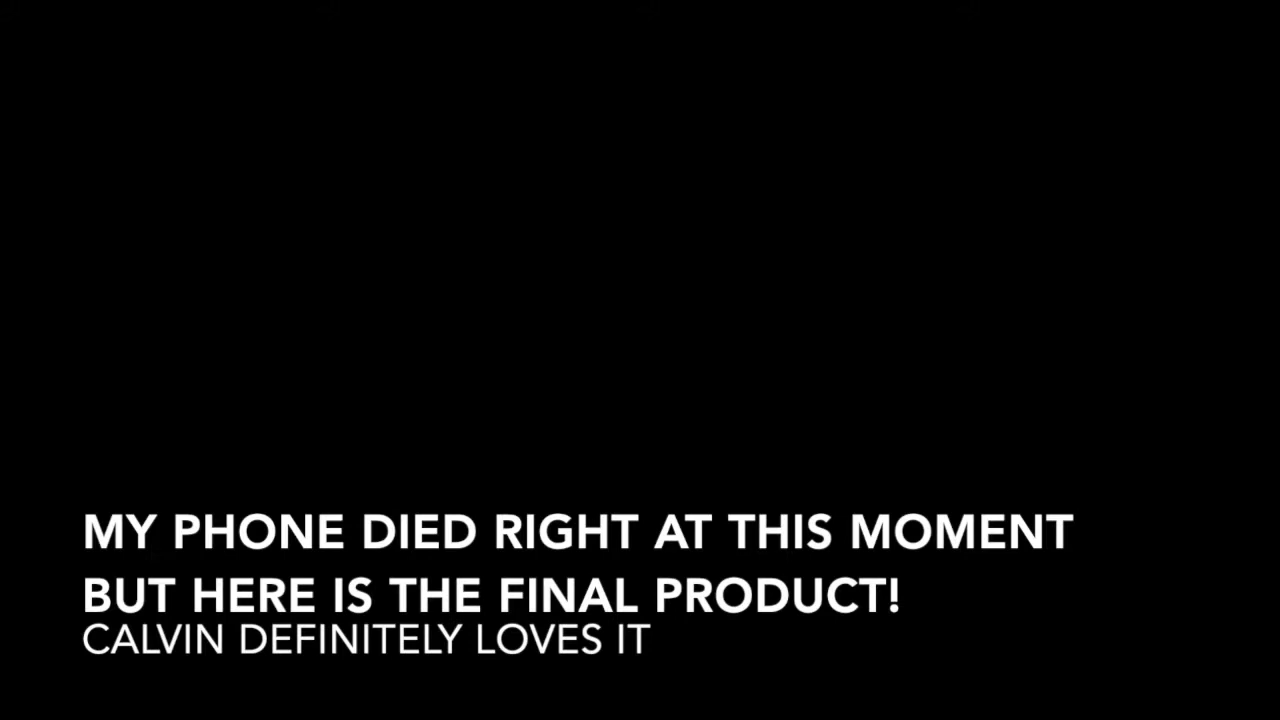 MY PHONE DIED RIGHT AT THIS MOMENT
BUT HERE IS THE FINAL PRODUCT!
CALVIN DEFINITELY LOVES IT